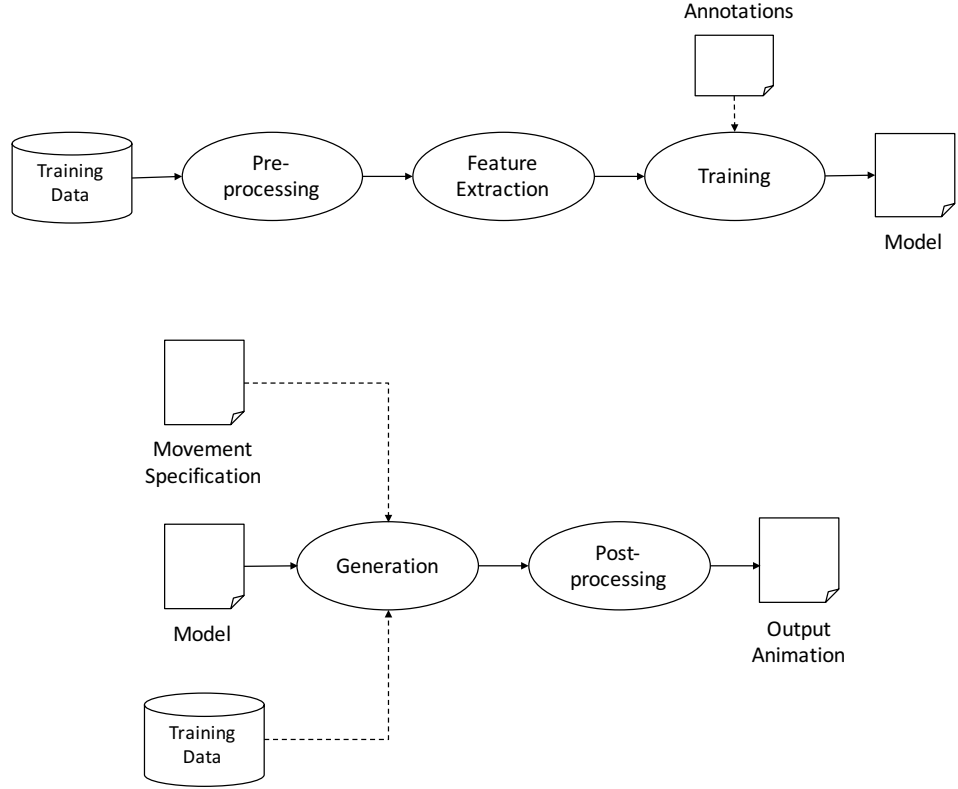 Annotations
Training
Data
Pre-
processing
Feature
Extraction
Training
Model
Movement
Specification
Generation
Post-
processing
Model
Output
Animation
Training
Data